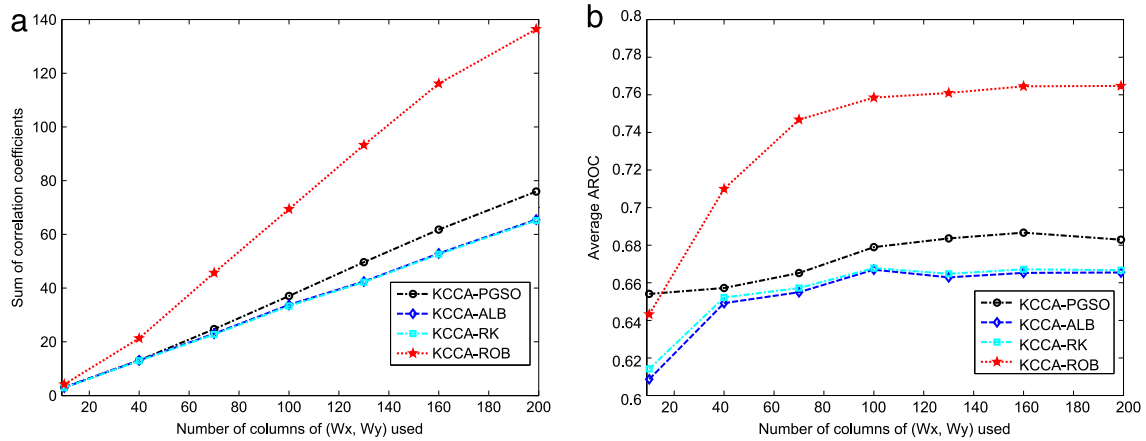 a
140
120
100
80
60
40
20
0
Sum of correlation coefficients
20 40 60 80 100 120 140 160 180 200
Number of columns of (Wx, Wy) used
KCCA-PGSO
KCCA-ALB
KCCA-RK
KCCA-ROB
b
0.8
0.78
0.76
0.74
0.72
0.7
0.68
0.66
0.64
0.62
0.6
Average AROC
20 40 60 80 100 120 140 160 180 200
Number of columns of (Wx, Wy) used
KCCA-PGSO
KCCA-ALB
KCCA-RK
KCCA-ROB